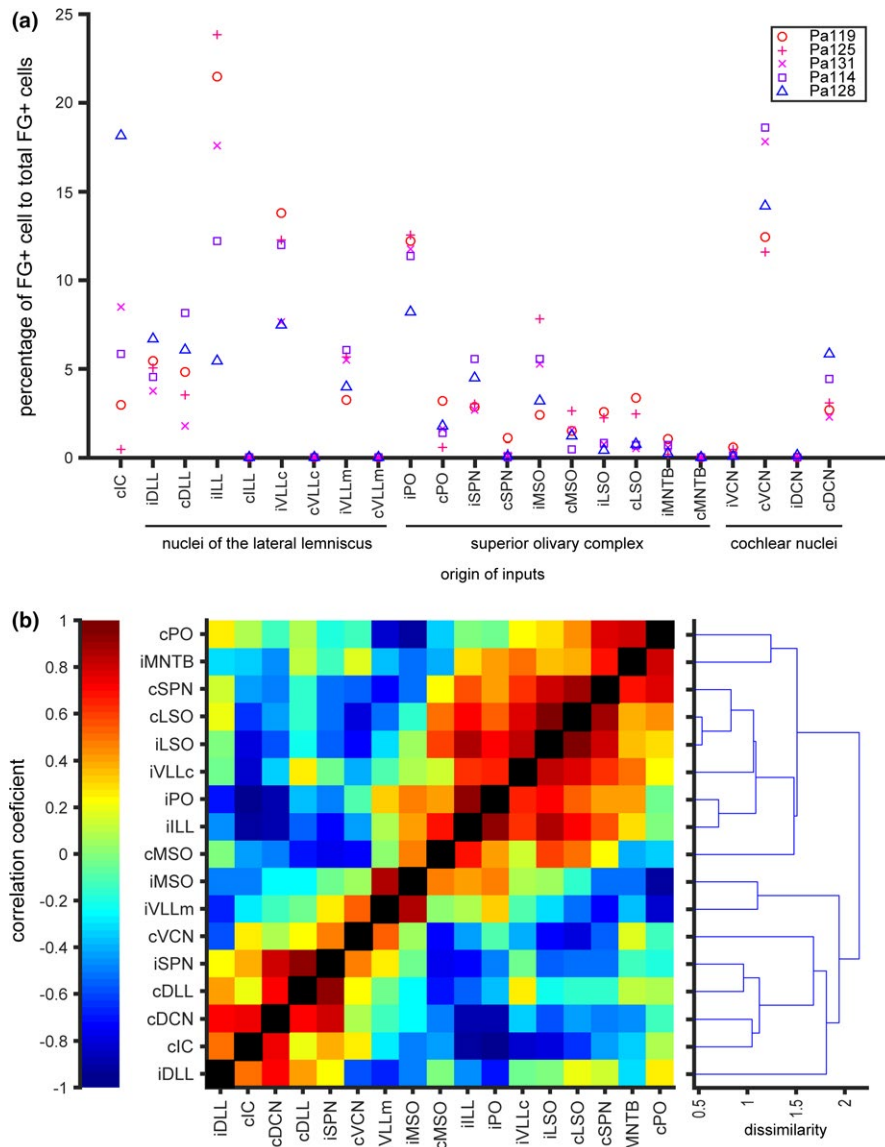 (a)
percentage of FG+ cell to total FG+ cells
25
20
15
10
5
0
Pa119
Pa125
Pa131
Pa114
Pa128
cIC
iDLL
cDLL
iILL
cILL
iVLLc
cVLLc
iVLLm
cVLLm
iPO
cPO
iSPN
cSPN
iMSO
cMSO
iLSO
cLSO
iMNTB
cMNTB
iVCN
cVCN
iDCN
cDCN
nuclei of the lateral lemniscus
superior olivary complex
cochlear nuclei
origin of inputs
(b)
correlation coeficient
1
0.8
0.6
0.4
0.2
0
-0.2
-0.4
-0.6
-0.8
-1
cPO
iMNTB
cSPN
cLSO
iLSO
iVLLc
iPO
iILL
cMSO
iMSO
iVLLm
cVCN
iSPN
cDLL
cDCN
cIC
iDLL
iDLL
cIC
cDCN
cDLL
iSPN
cVCN
VLLm
iMSO
cMSO
iILL
iPO
iVLLc
iLSO
cLSO
cSPN
MNTB
cPO
0.5
1
1.5
2
dissimilarity